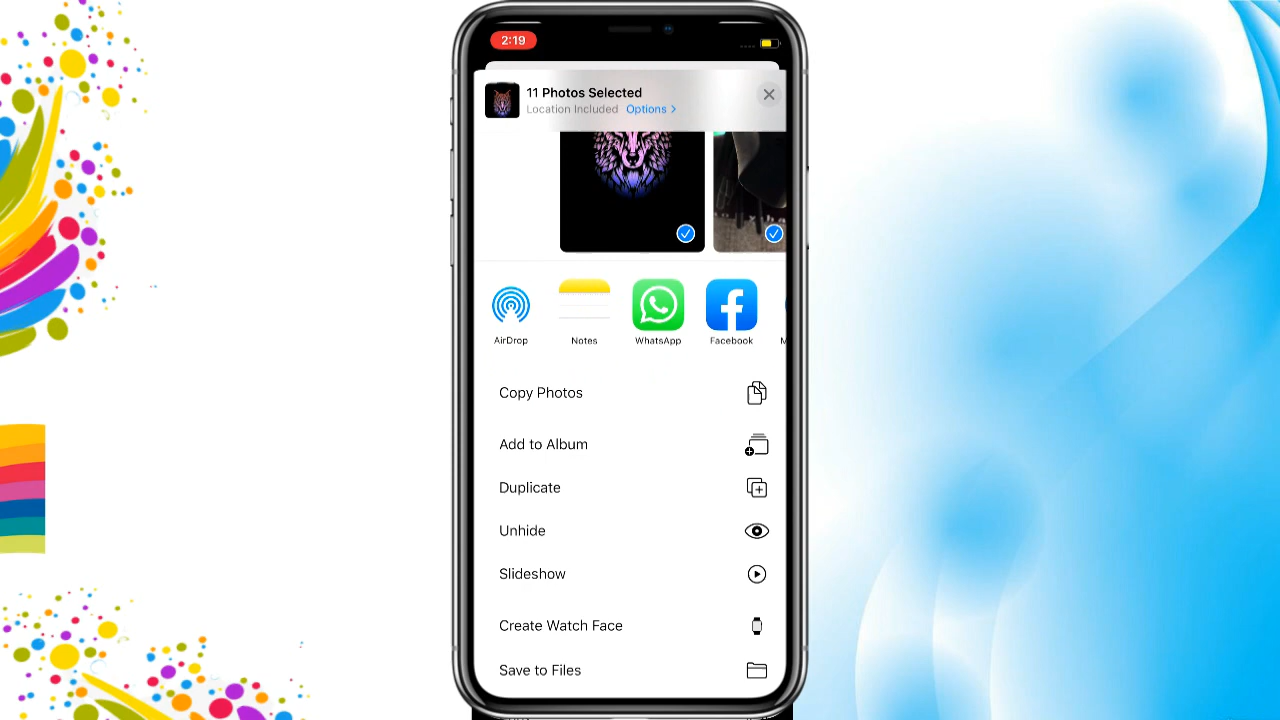 2:19
11 Photos Selected
Location Included Options >
AirDrop
Notes
WhatsApp
Facebook
Copy Photos
Add to Album
Duplicate
Unhide
Slideshow
Create Watch Face
Save to Files